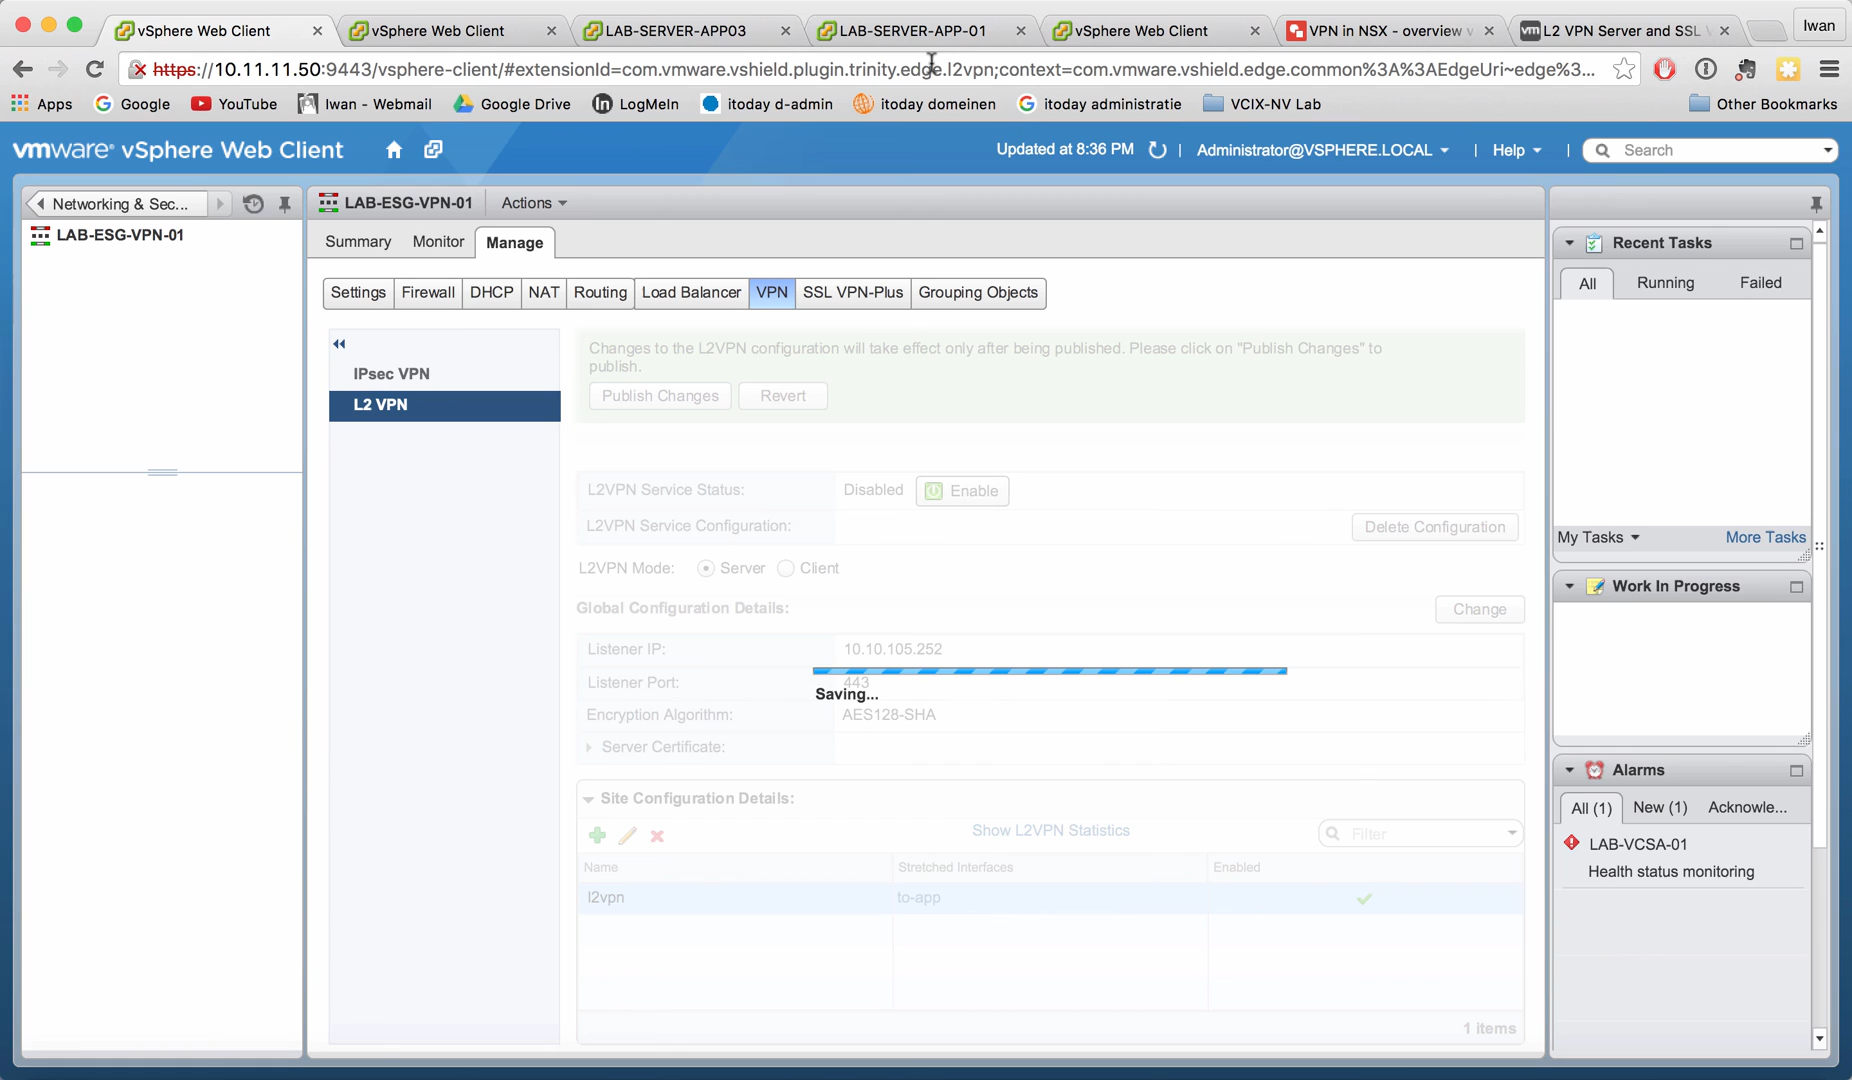 vSphere Web Client
vSphere Web Client
LAB-SERVER-APP03
LAB-SERVER-APP-01
vSphere Web Client
VPN in NSX - overview v
L2 VPN Server and SSL V
Iwan
https://10.11.11.50:9443/vsphere-client/#extensionId=com.vmware.vshield.plugin.trinity.edge.l2vpn;context=com.vmware.vshield.edge.common%3A%3AEdgeUri~edge%3...
Apps
Google
YouTube
Iwan - Webmail
Google Drive
LogMeIn
itoday d-admin
itoday domeinen
itoday administratie
VCIX-NV Lab
Other Bookmarks
vmware® vSphere Web Client
Updated at 8:36 PM
Administrator@VSPHERE.LOCAL
Help
Search
Networking & Sec...
LAB-ESG-VPN-01
LAB-ESG-VPN-01
Actions
Summary
Monitor
Manage
Settings
Firewall
DHCP
NAT
Routing
Load Balancer
VPN
SSL VPN-Plus
Grouping Objects
IPsec VPN
L2 VPN
Changes to the L2VPN configuration will take effect only after being published. Please click on "Publish Changes" to
publish.
Publish Changes
Revert
L2VPN Service Status:
Disabled
Enable
L2VPN Service Configuration:
Delete Configuration
L2VPN Mode:
Server
Client
Global Configuration Details:
Change
Listener IP:
10.10.105.252
Listener Port:
443
Saving...
Encryption Algorithm:
AES128-SHA
Server Certificate:
Site Configuration Details:
Show L2VPN Statistics
Filter
Name
Stretched Interfaces
Enabled
l2vpn
to-app
1 items
Recent Tasks
All
Running
Failed
My Tasks
More Tasks
Work In Progress
Alarms
All (1)
New (1)
Acknowle...
LAB-VCSA-01
Health status monitoring